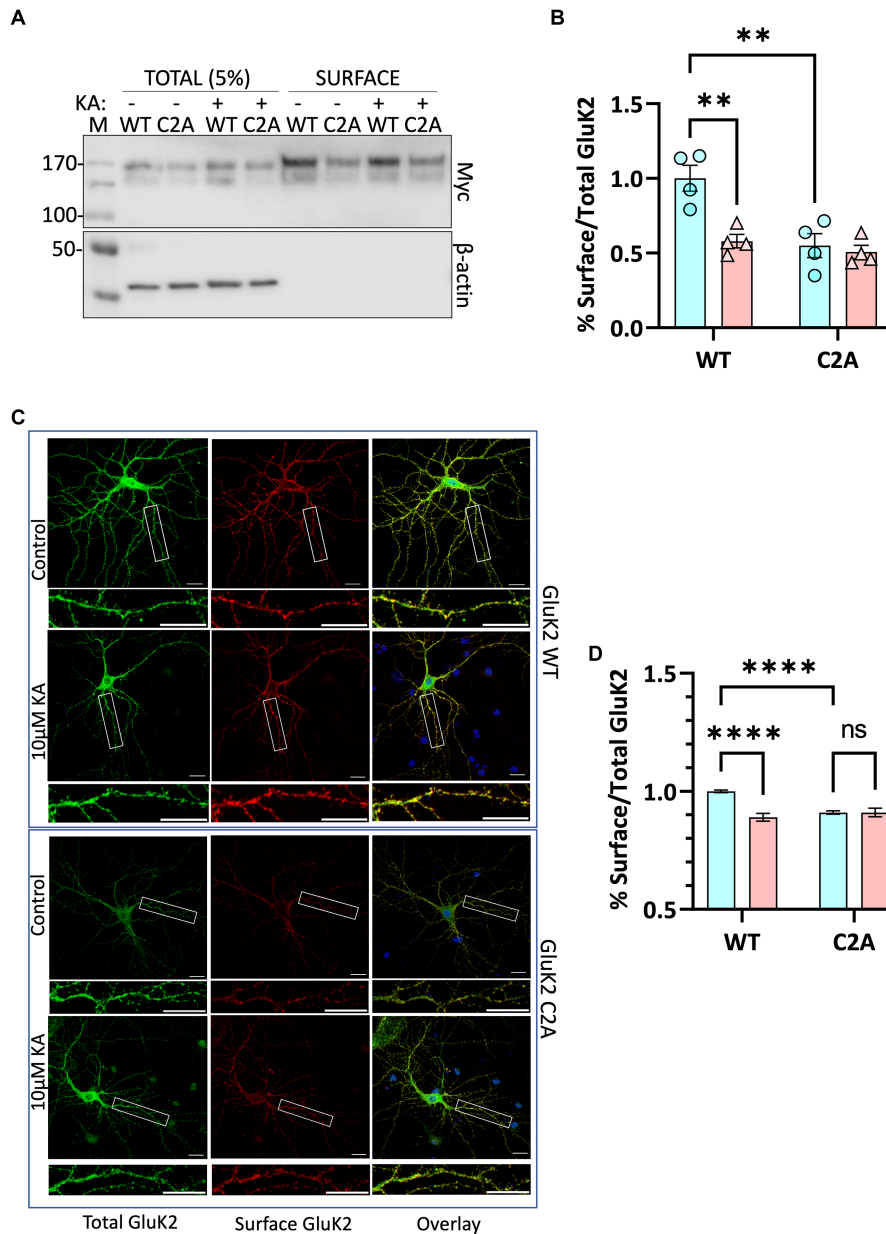 A
TOTAL (5%) SURFACE
KA: - - + + - - + +
M WT C2A WT C2A WT C2A WT C2A
170-
100-
Myc
50-
β-actin
B
% Surface/Total GluK2
**
**
1.5
1.0
0.5
0.0
WT C2A
C
Control
10µM KA
GluK2 WT
Control
10µM KA
GluK2 C2A
Total GluK2 Surface GluK2 Overlay
D
% Surface/Total GluK2
****
****
ns
1.5
1.0
0.5
WT C2A